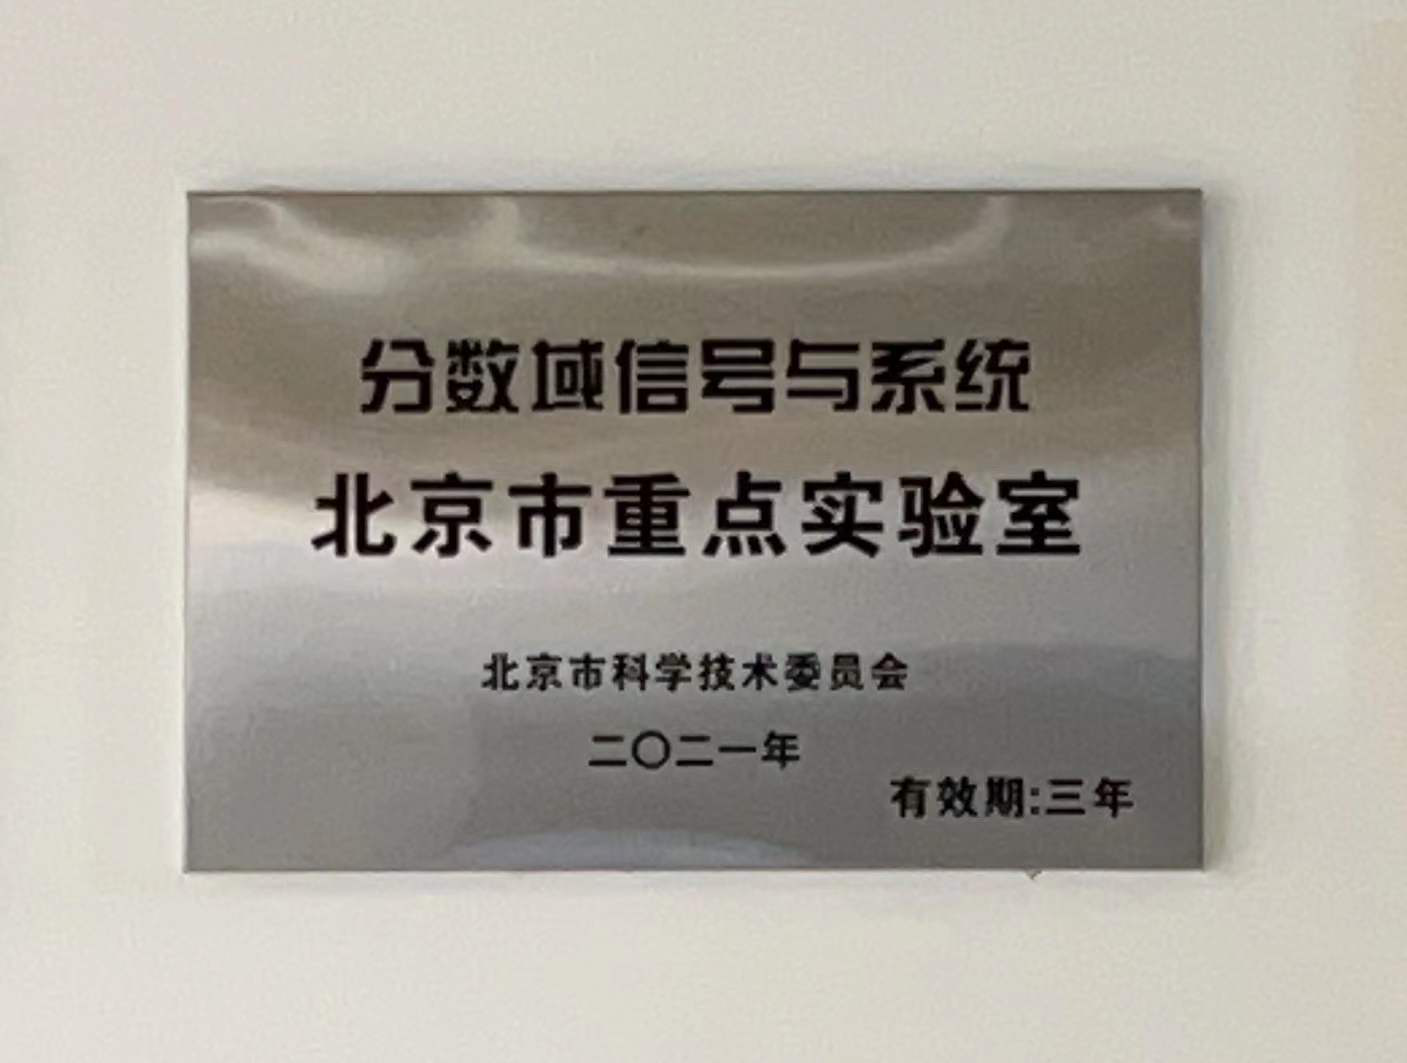 分数域信号与系统
北京市重点实验室
北京市科学技术委员会
二〇二一年
有效期:三年